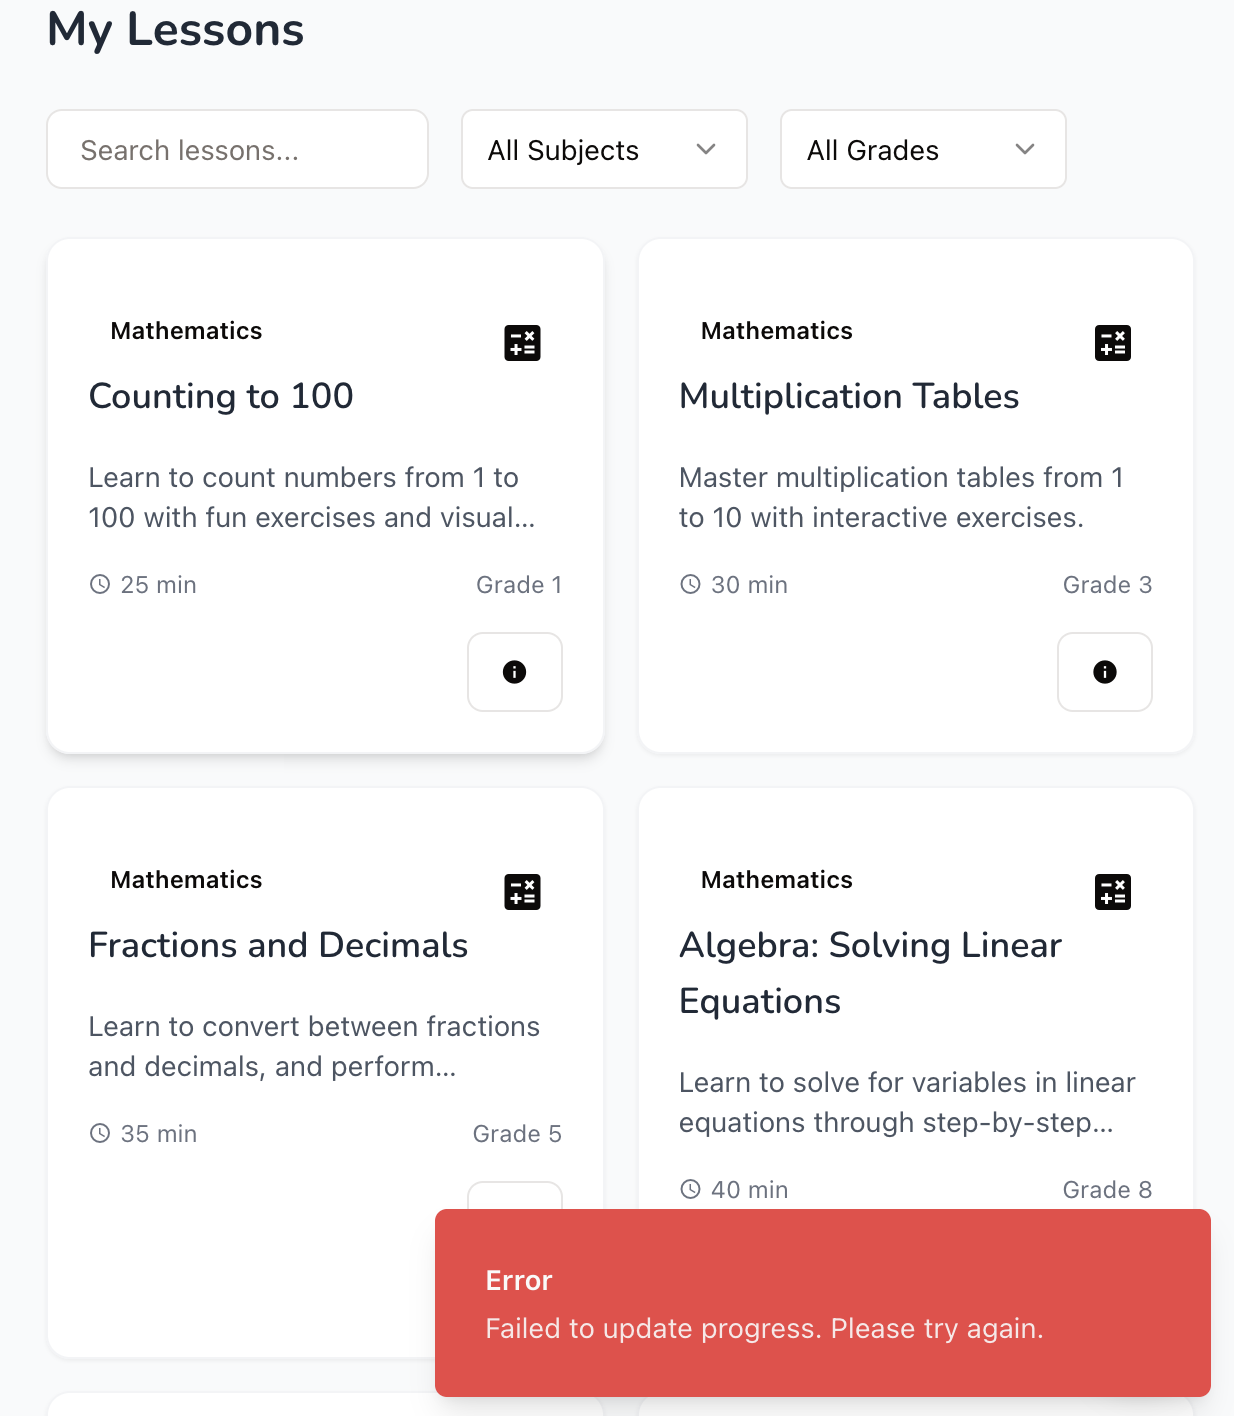 My Lessons
Search lessons...
All Subjects
All Grades
Mathematics
Counting to 100
Learn to count numbers from 1 to
100 with fun exercises and visual...
25 min
Grade 1
Mathematics
Multiplication Tables
Master multiplication tables from 1
to 10 with interactive exercises.
30 min
Grade 3
Mathematics
Fractions and Decimals
Learn to convert between fractions
and decimals, and perform...
35 min
Grade 5
Mathematics
Algebra: Solving Linear
Equations
Learn to solve for variables in linear
equations through step-by-step...
40 min
Grade 8
Error
Failed to update progress. Please try again.